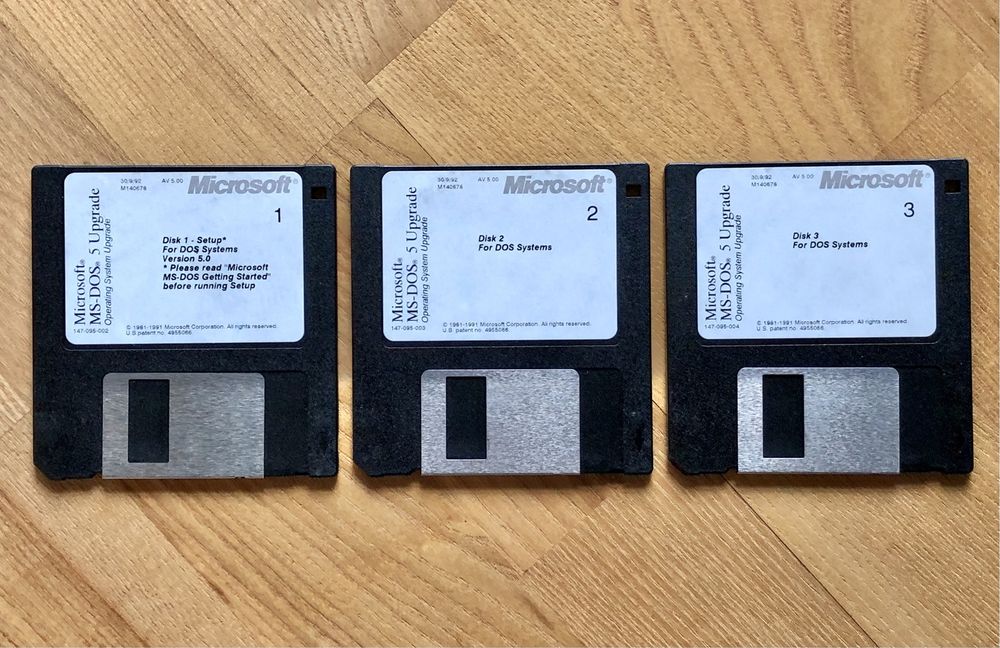 30/9/92 AV 5.00 Microsoft®
M140678
1
Microsoft®
MS-DOS® 5 Upgrade
Operating System Upgrade
Disk 1 - Setup*
For DOS Systems
Version 5.0
* Please read "Microsoft
MS-DOS Getting Started"
before running Setup
147-095-002
© 1981-1991 Microsoft Corporation. All rights reserved.
U.S. patent no. 4955066.
30/9/92 AV 5.00 Microsoft®
M140678
2
Microsoft®
MS-DOS® 5 Upgrade
Operating System Upgrade
Disk 2
For DOS Systems
147-095-003
© 1981-1991 Microsoft Corporation. All rights reserved.
U.S. patent no. 4955066.
30/9/92 AV 5.00 Microsoft®
M140678
3
Microsoft®
MS-DOS® 5 Upgrade
Operating System Upgrade
Disk 3
For DOS Systems
147-095-004
© 1981-1991 Microsoft Corporation. All rights reserved.
U.S. patent no. 4955066.